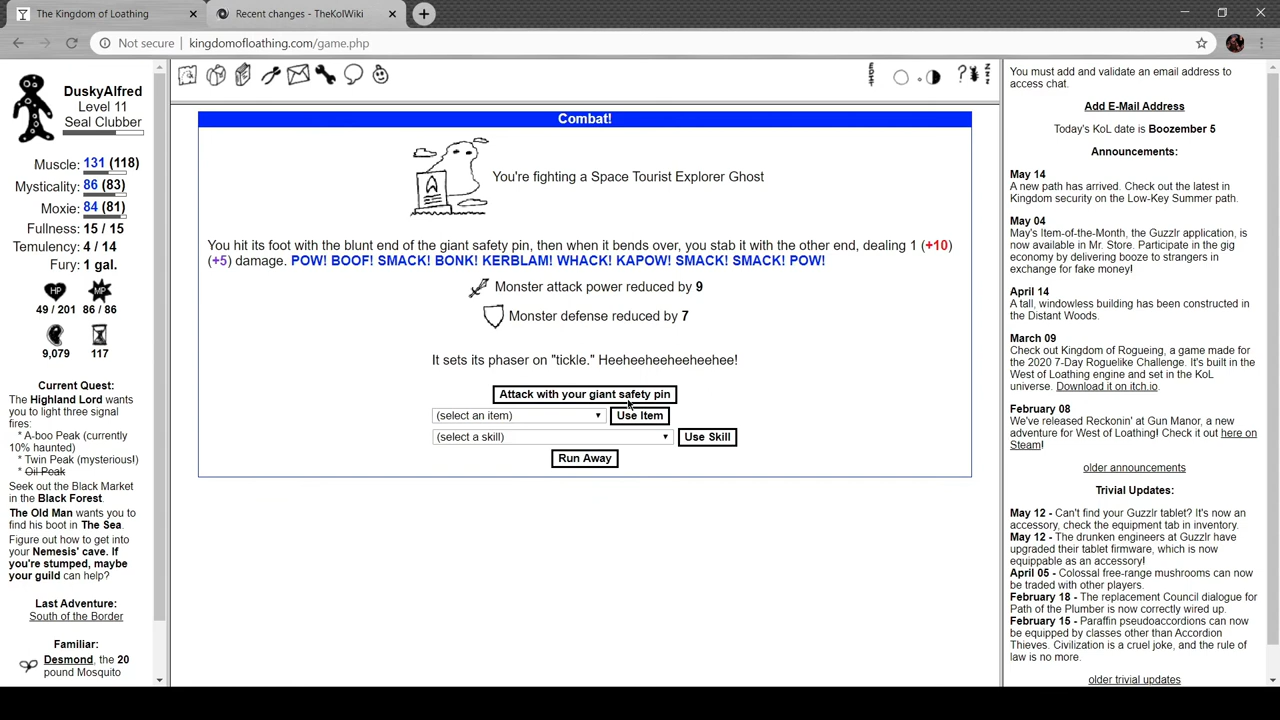 The Kingdom of Loathing
Recent changes - TheKolWiki
Not secure | kingdomofloathing.com/game.php
DuskyAlfred
Level 11
Seal Clubber
Muscle: 131 (118)
Mysticality: 86 (83)
Moxie: 84 (81)
Fullness: 15 / 15
Temulency: 4 / 14
Fury: 1 gal.
HP MP
49 / 201 86 / 86
9,079 117
Current Quest:
The Highland Lord wants
you to light three signal
fires:
* A-boo Peak (currently
10% haunted)
* Twin Peak (mysterious!)
* Oil Peak
Seek out the Black Market
in the Black Forest.
The Old Man wants you to
find his boot in The Sea.
Figure out how to get into
your Nemesis' cave. If
you're stumped, maybe
your guild can help?
Last Adventure:
South of the Border
Familiar:
Desmond, the 20
pound Mosquito
Combat!
You're fighting a Space Tourist Explorer Ghost
You hit its foot with the blunt end of the giant safety pin, then when it bends over, you stab it with the other end, dealing 1 (+10)
(+5) damage. POW! BOOF! SMACK! BONK! KERBLAM! WHACK! KAPOW! SMACK! SMACK! POW!
Monster attack power reduced by 9
Monster defense reduced by 7
It sets its phaser on "tickle." Heeheeheeheeheehee!
Attack with your giant safety pin
(select an item) Use Item
(select a skill) Use Skill
Run Away
You must add and validate an email address to
access chat.
Add E-Mail Address
Today's KoL date is Boozember 5
Announcements:
May 14
A new path has arrived. Check out the latest in
Kingdom security on the Low-Key Summer path.
May 04
May's Item-of-the-Month, the Guzzlr application, is
now available in Mr. Store. Participate in the gig
economy by delivering booze to strangers in
exchange for fake money!
April 14
A tall, windowless building has been constructed in
the Distant Woods.
March 09
Check out Kingdom of Rogueing, a game made for
the 2020 7-Day Roguelike Challenge. It's built in the
West of Loathing engine and set in the KoL
universe. Download it on itch.io.
February 08
We've released Reckonin' at Gun Manor, a new
adventure for West of Loathing! Check it out here on
Steam!
older announcements
Trivial Updates:
May 12 - Can't find your Guzzlr tablet? It's now an
accessory, check the equipment tab in inventory.
May 12 - The drunken engineers at Guzzlr have
upgraded their tablet firmware, which is now
equippable as an accessory!
April 05 - Colossal free-range mushrooms can now
be traded with other players.
February 18 - The replacement Council dialogue for
Path of the Plumber is now correctly wired up.
February 15 - Paraffin pseudoaccordions can now
be equipped by classes other than Accordion
Thieves. Civilization is a cruel joke, and the rule of
law is no more.
older trivial updates